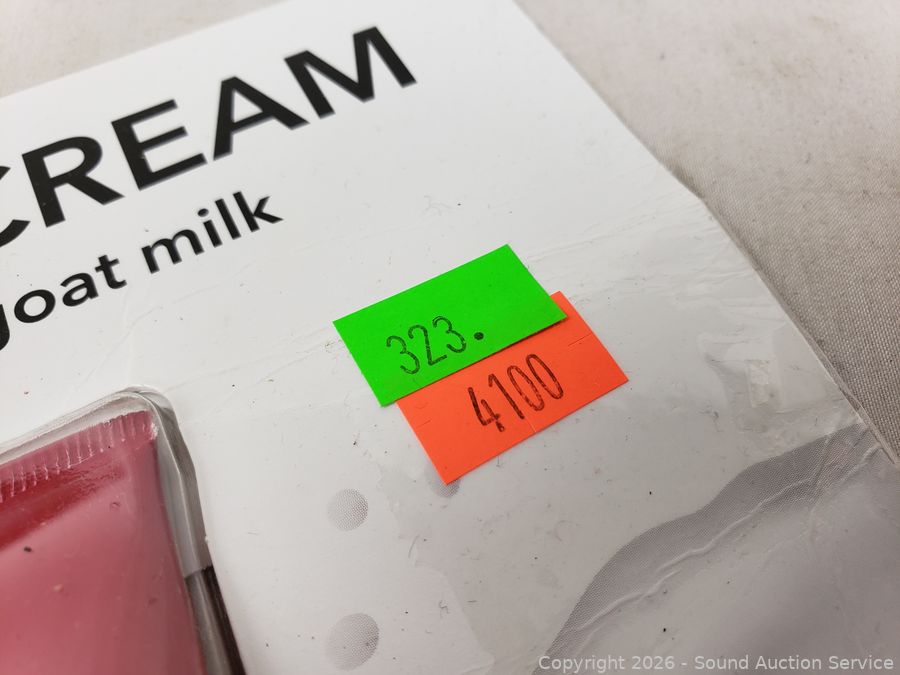 CREAM
goat milk
323.
4100
Copyright 2026 - Sound Auction Service